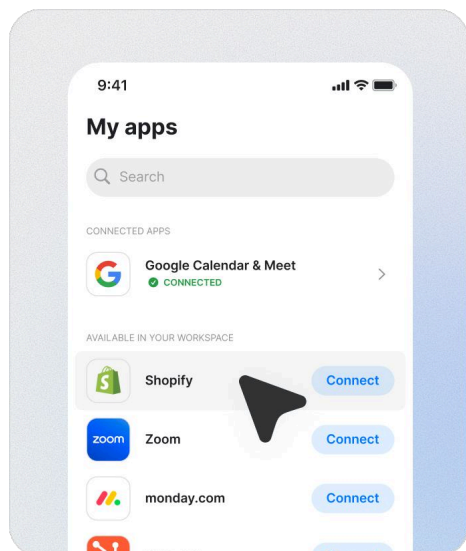 9:41
My apps
Search
CONNECTED APPS
Google Calendar & Meet
CONNECTED
AVAILABLE IN YOUR WORKSPACE
Shopify
Connect
zoom
Zoom
Connect
monday.com
Connect